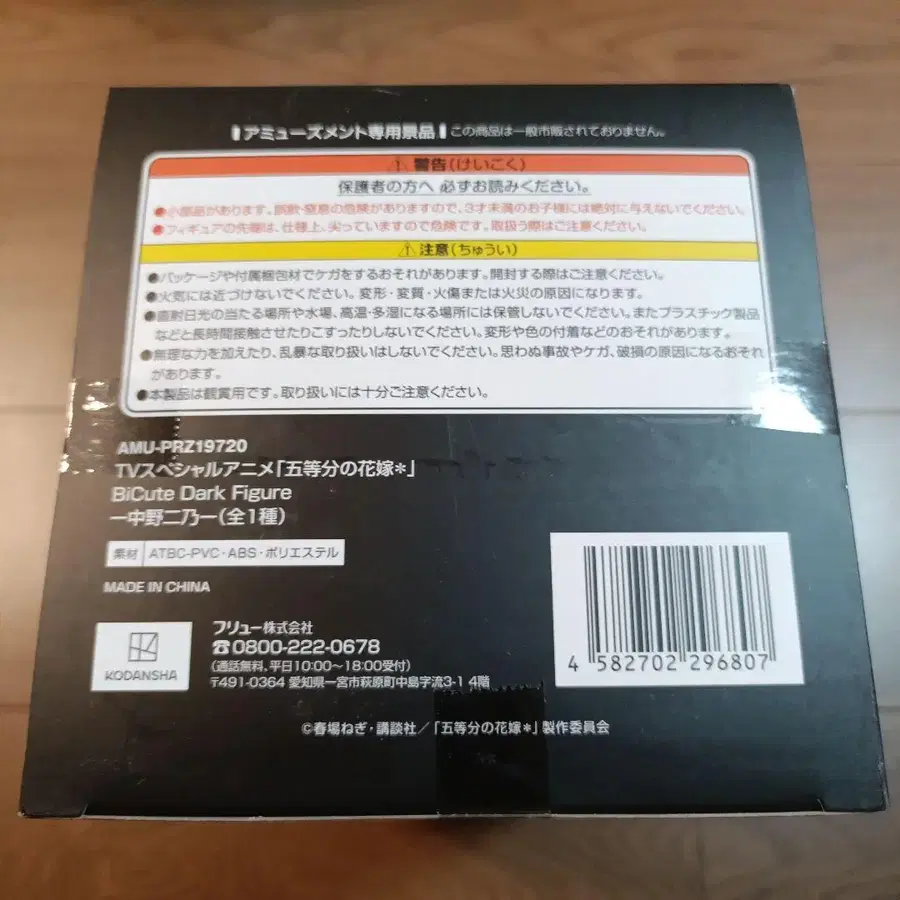 アミューズメント専用景品 この商品は一般市販されておりません。
⚠警告(けいこく)
保護者の方へ 必ずお読みください。
●小部品があります。誤飲・窒息の危険がありますので、3才未満のお子様には絶対に与えないでください。
●フィギュアの先端は、仕様上、尖っていますので危険です。取扱う際はご注意ください。
⚠注意(ちゅうい)
●パッケージや付属梱包材でケガをするおそれがあります。開封する際はご注意ください。
●火気には近づけないでください。変形・変質・火傷または火災の原因になります。
●直射日光の当たる場所や水場、高温・多湿になる場所には保管しないでください。またプラスチック製品
などと長時間接触させたりこすったりしないでください。変形や色の付着などのおそれがあります。
●無理な力を加えたり、乱暴な取り扱いはしないでください。思わぬ事故やケガ、破損の原因になるおそれ
があります。
●本製品は観賞用です。取り扱いには十分ご注意ください。
AMU-PRZ19720
TVスペシャルアニメ「五等分の花嫁*」
BiCute Dark Figure
ー中野二乃ー(全1種)
素材 ATBC-PVC・ABS・ポリエステル
MADE IN CHINA
KODANSHA
フリュー株式会社
☎0800-222-0678
(通話無料、平日10:00〜18:00受付)
〒491-0364 愛知県一宮市萩原町中島字流3-1 4階
4 582702 296807
©春場ねぎ・講談社/「五等分の花嫁*」製作委員会